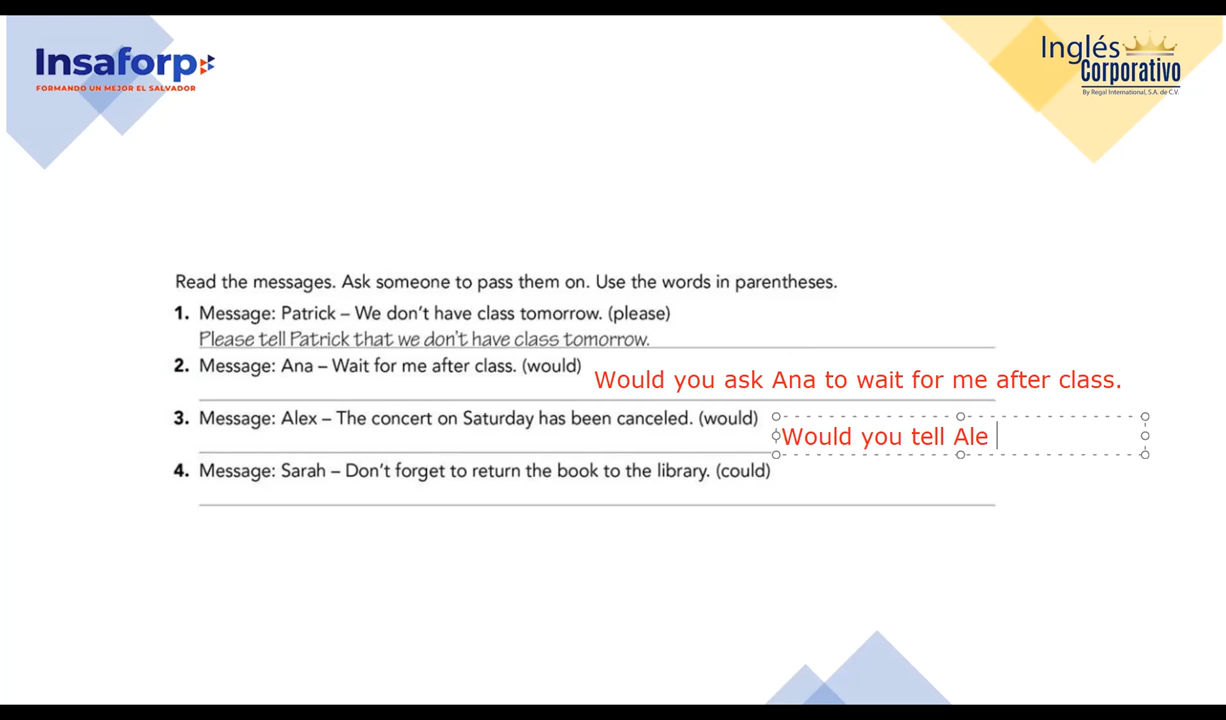 Insaforp
FORMANDO UN MEJOR EL SALVADOR
Inglés
Corporativo
By Regal International, S.A. de C.V.
Read the messages. Ask someone to pass them on. Use the words in parentheses.
1. Message: Patrick – We don't have class tomorrow. (please)
Please tell Patrick that we don't have class tomorrow.
2. Message: Ana – Wait for me after class. (would)
Would you ask Ana to wait for me after class.
3. Message: Alex – The concert on Saturday has been canceled. (would)
Would you tell Ale
4. Message: Sarah – Don't forget to return the book to the library. (could)